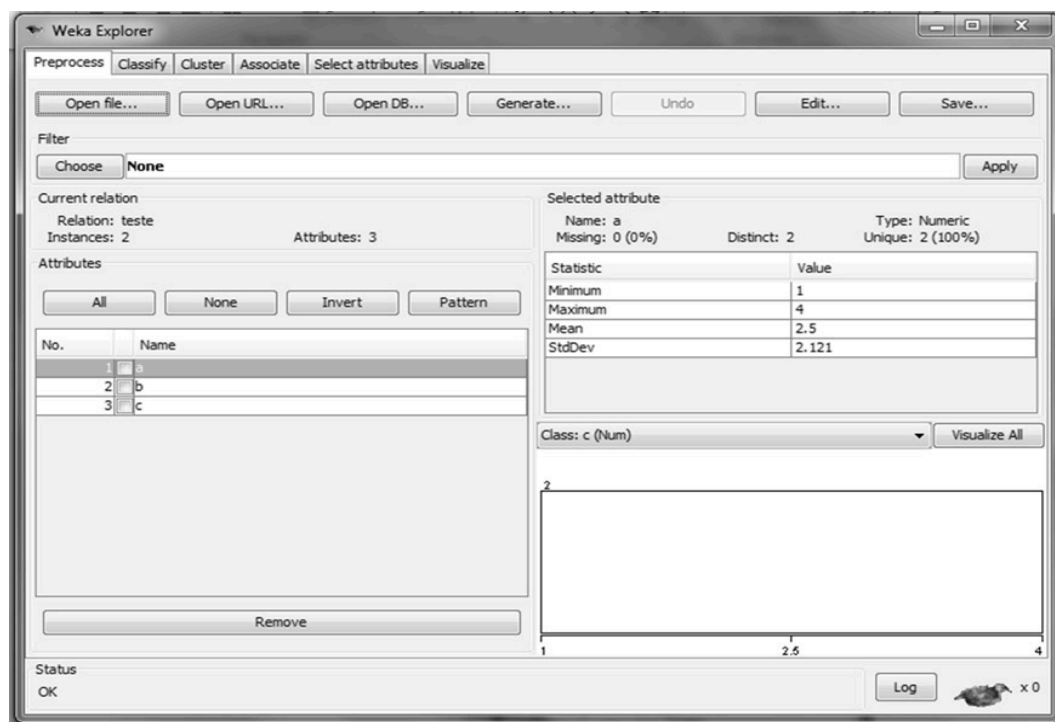 Weka Explorer
Preprocess Classify Cluster Associate Select attributes Visualize
Open file... Open URL... Open DB... Generate... Undo Edit... Save...
Filter
Choose None Apply
Current relation
Relation: teste
Instances: 2 Attributes: 3
Attributes
All None Invert Pattern
No. Name
1 a
2 b
3 c
Remove
Selected attribute
Name: a Type: Numeric
Missing: 0 (0%) Distinct: 2 Unique: 2 (100%)
Statistic Value
Minimum 1
Maximum 4
Mean 2.5
StdDev 2.121
Class: c (Num) Visualize All
2
1 2.5 4
Status
OK
Log x 0